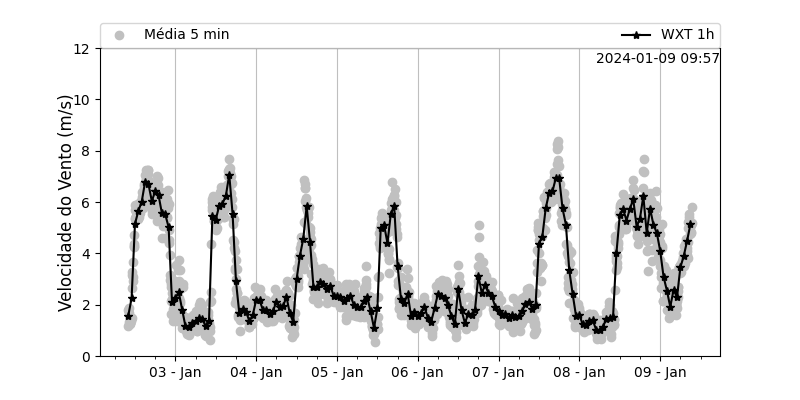 Média 5 min
WXT 1h
2024-01-09 09:57
Velocidade do Vento (m/s)
12
10
8
6
4
2
0
03 - Jan
04 - Jan
05 - Jan
06 - Jan
07 - Jan
08 - Jan
09 - Jan